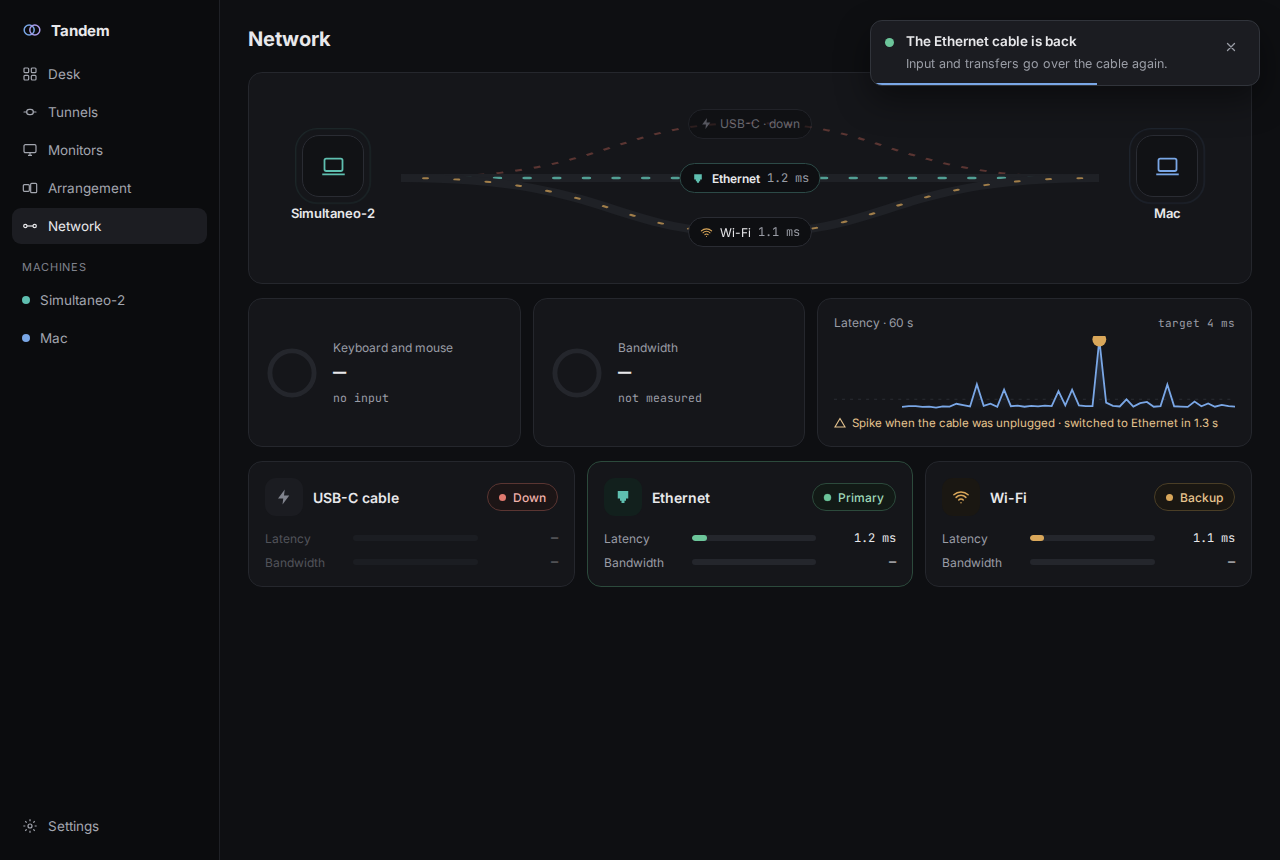 Tandem
Desk
Tunnels
Monitors
Arrangement
Network
MACHINES
Simultaneo-2
Mac
Settings
Network
The Ethernet cable is back
Input and transfers go over the cable again.
USB-C · down
Ethernet 1.2 ms
Wi-Fi 1.1 ms
Simultaneo-2
Mac
Keyboard and mouse
—
no input
Bandwidth
—
not measured
Latency · 60 s
target 4 ms
Spike when the cable was unplugged · switched to Ethernet in 1.3 s
USB-C cable
Down
Latency —
Bandwidth —
Ethernet
Primary
Latency 1.2 ms
Bandwidth —
Wi-Fi
Backup
Latency 1.1 ms
Bandwidth —